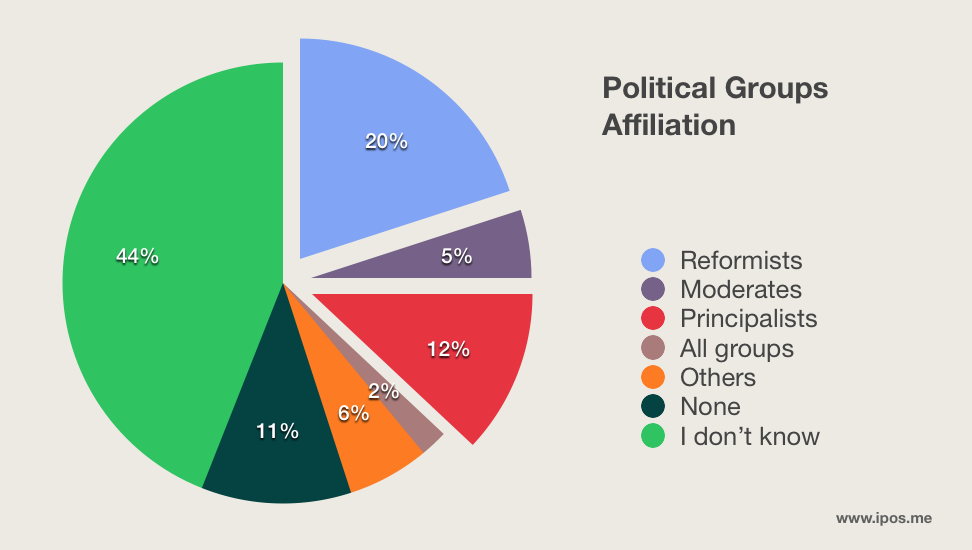 Political Groups
Affiliation
20%
5%
12%
2%
6%
11%
44%
Reformists
Moderates
Principalists
All groups
Others
None
I don’t know
www.ipos.me